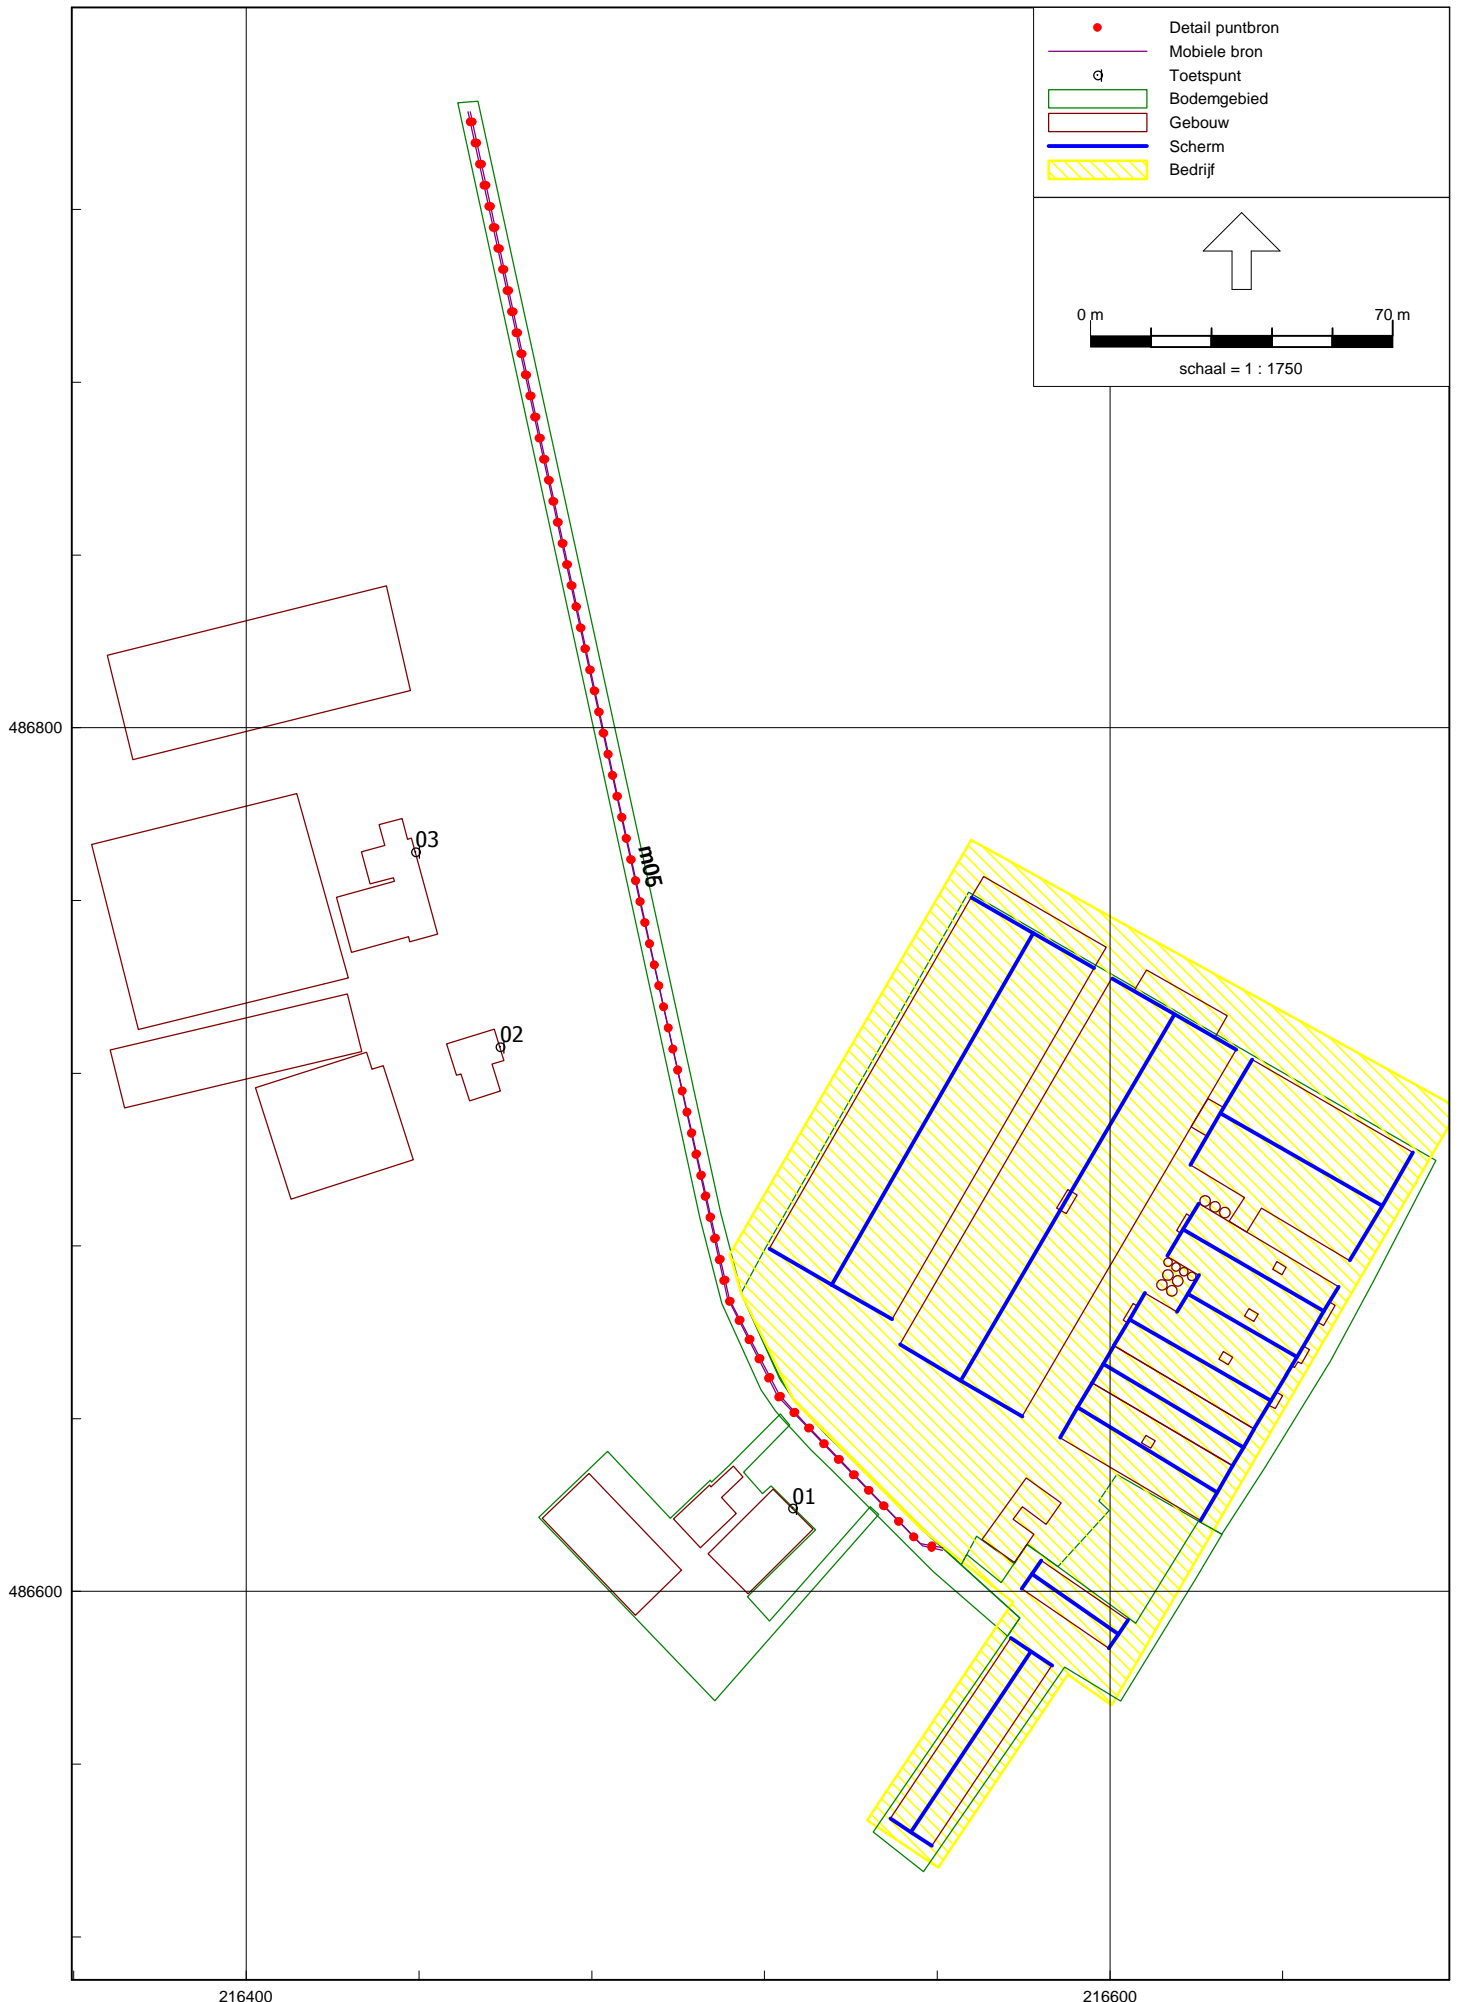 Detail puntbron
Mobiele bron
Toetspunt
Bodemgebied
Gebouw
Scherm
Bedrijf
0 m 70 m
schaal = 1 : 1750
486800
03
m05
02
01
486600
216400 216600